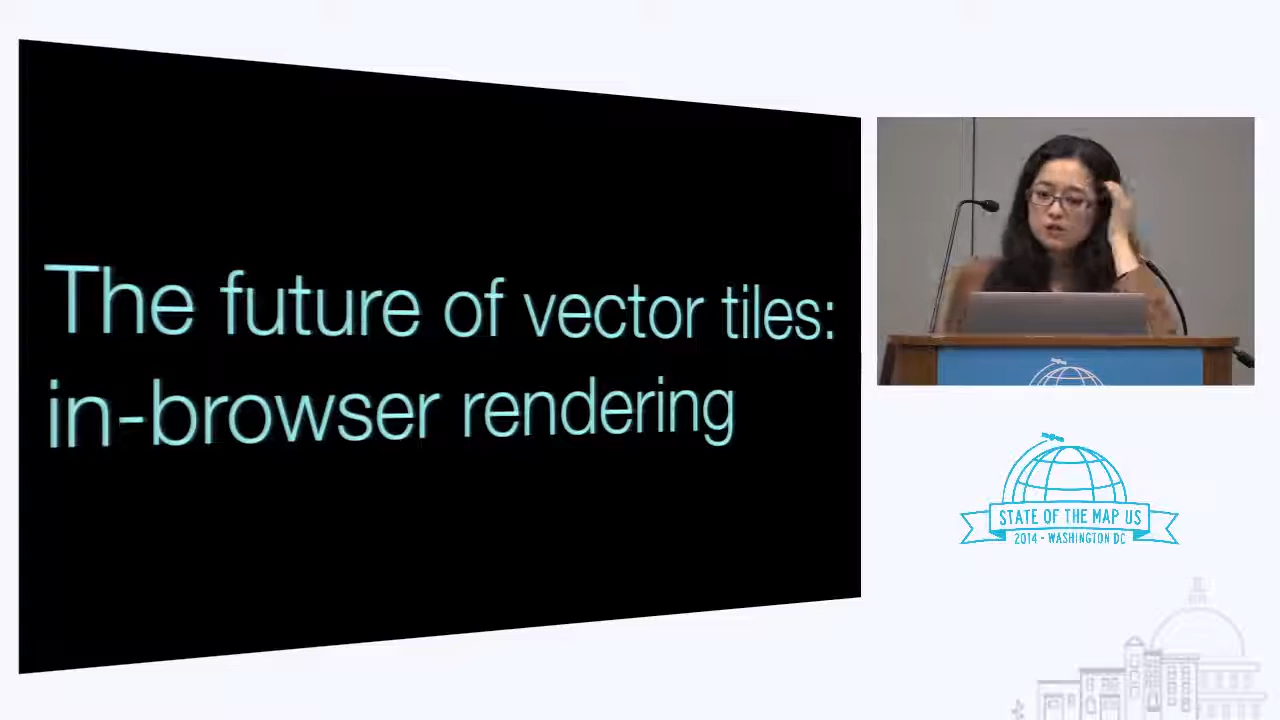 The future of vector tiles:
in-browser rendering
STATE OF THE MAP US
2014 - WASHINGTON DC